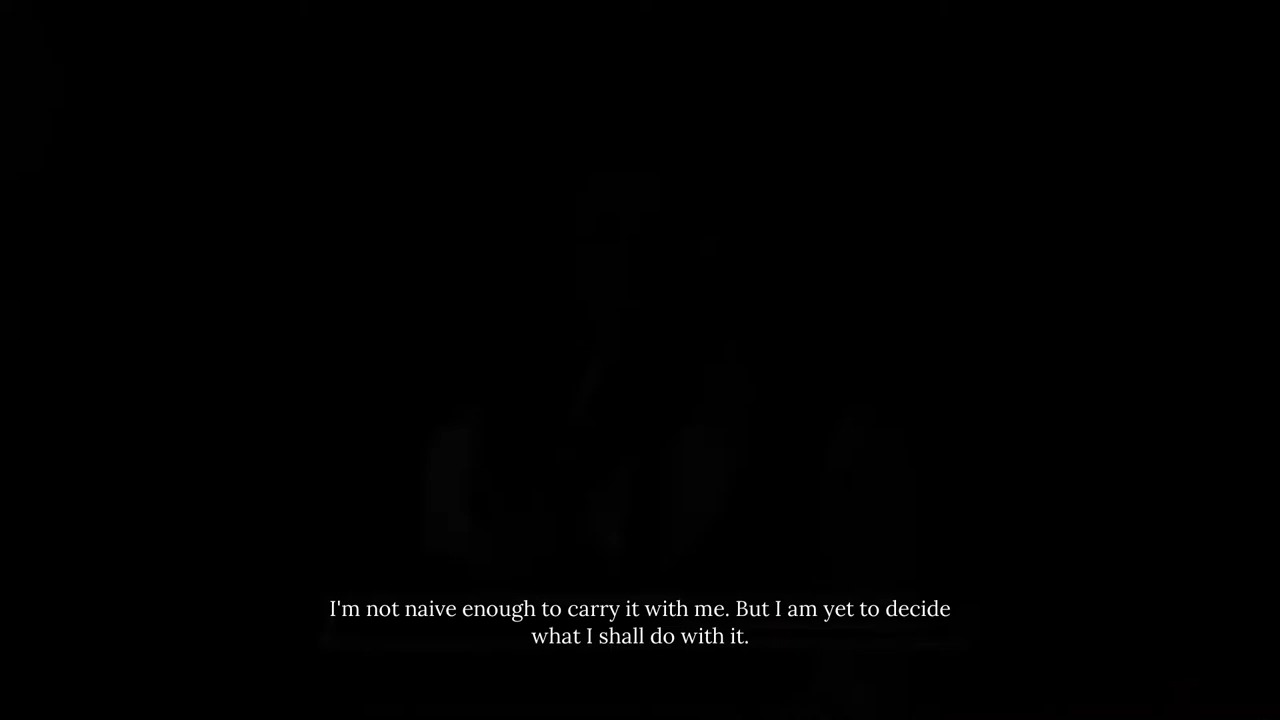 I'm not naive enough to carry it with me. But I am yet to decide
what I shall do with it.